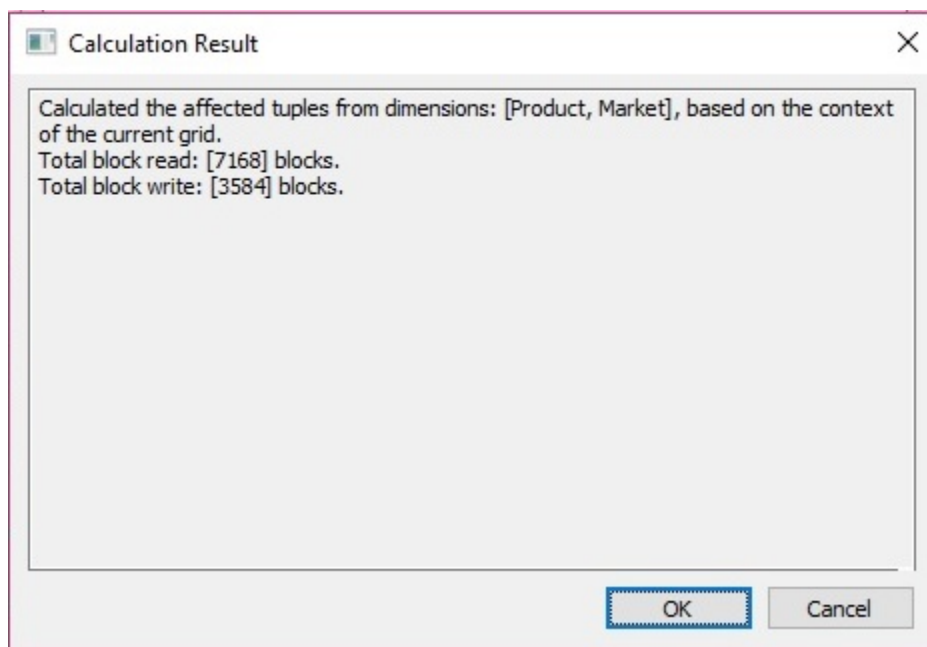 Calculation Result
Calculated the affected tuples from dimensions: [Product, Market], based on the context
of the current grid.
Total block read: [7168] blocks.
Total block write: [3584] blocks.
OK
Cancel